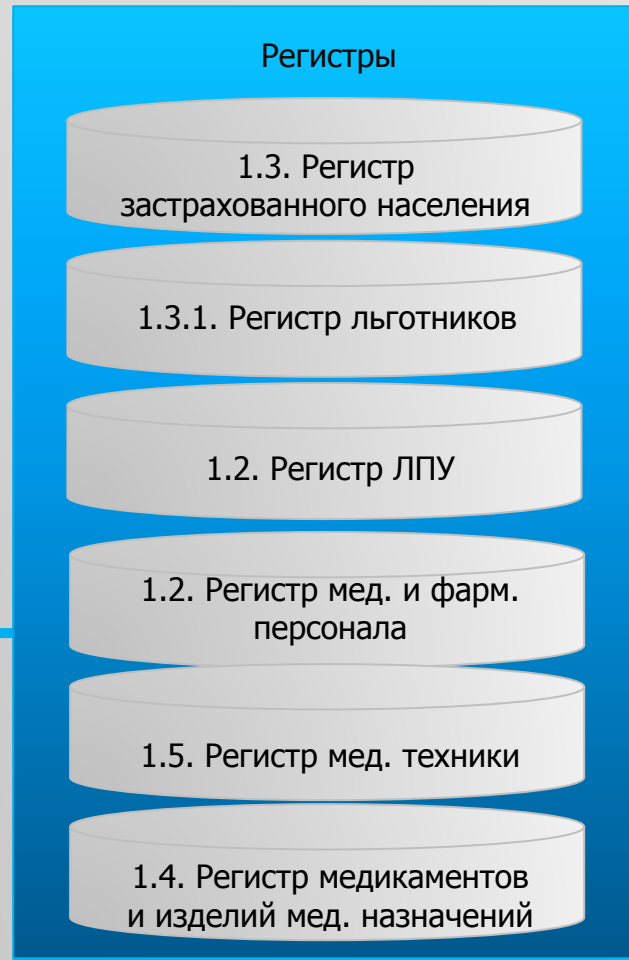 Регистры
1.3. Регистр
застрахованного населения
1.3.1. Регистр льготников
1.2. Регистр ЛПУ
1.2. Регистр мед. и фарм.
персонала
1.5. Регистр мед. техники
1.4. Регистр медикаментов
и изделий мед. назначений